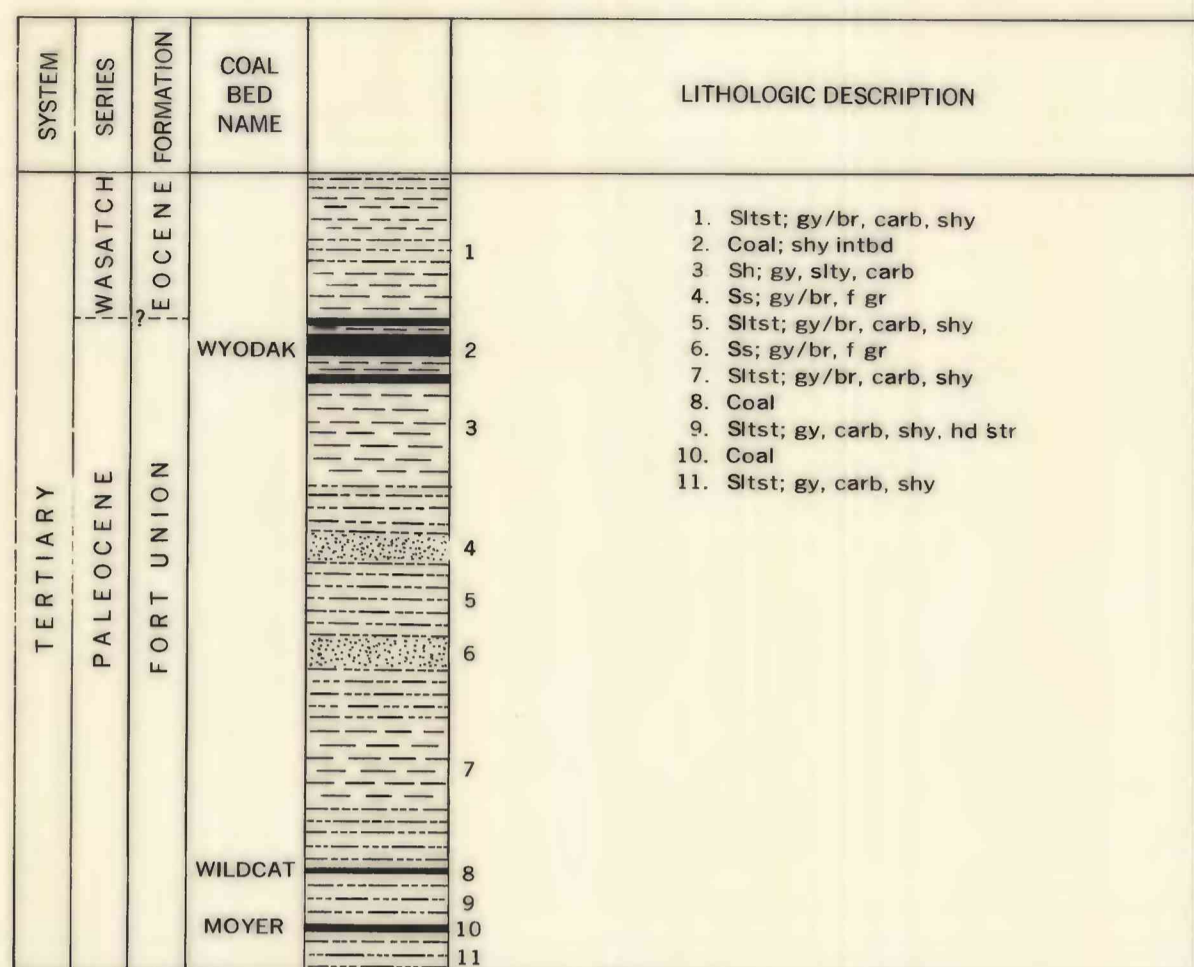 SYSTEM
SERIES
FORMATION
COAL
BED
NAME
LITHOLOGIC DESCRIPTION
TERTIARY
WASATCH
PALEOCENE
EOCENE
?
FORT UNION
WYODAK
WILDCAT
MOYER
1
2
3
4
5
6
7
8
9
10
11
1. Sltst; gy/br, carb, shy
2. Coal; shy intbd
3 Sh; gy, slty, carb
4. Ss; gy/br, f gr
5. Sltst; gy/br, carb, shy
6. Ss; gy/br, f gr
7. Sltst; gy/br, carb, shy
8. Coal
9. Sltst; gy, carb, shy, hd str
10. Coal
11. Sltst; gy, carb, shy